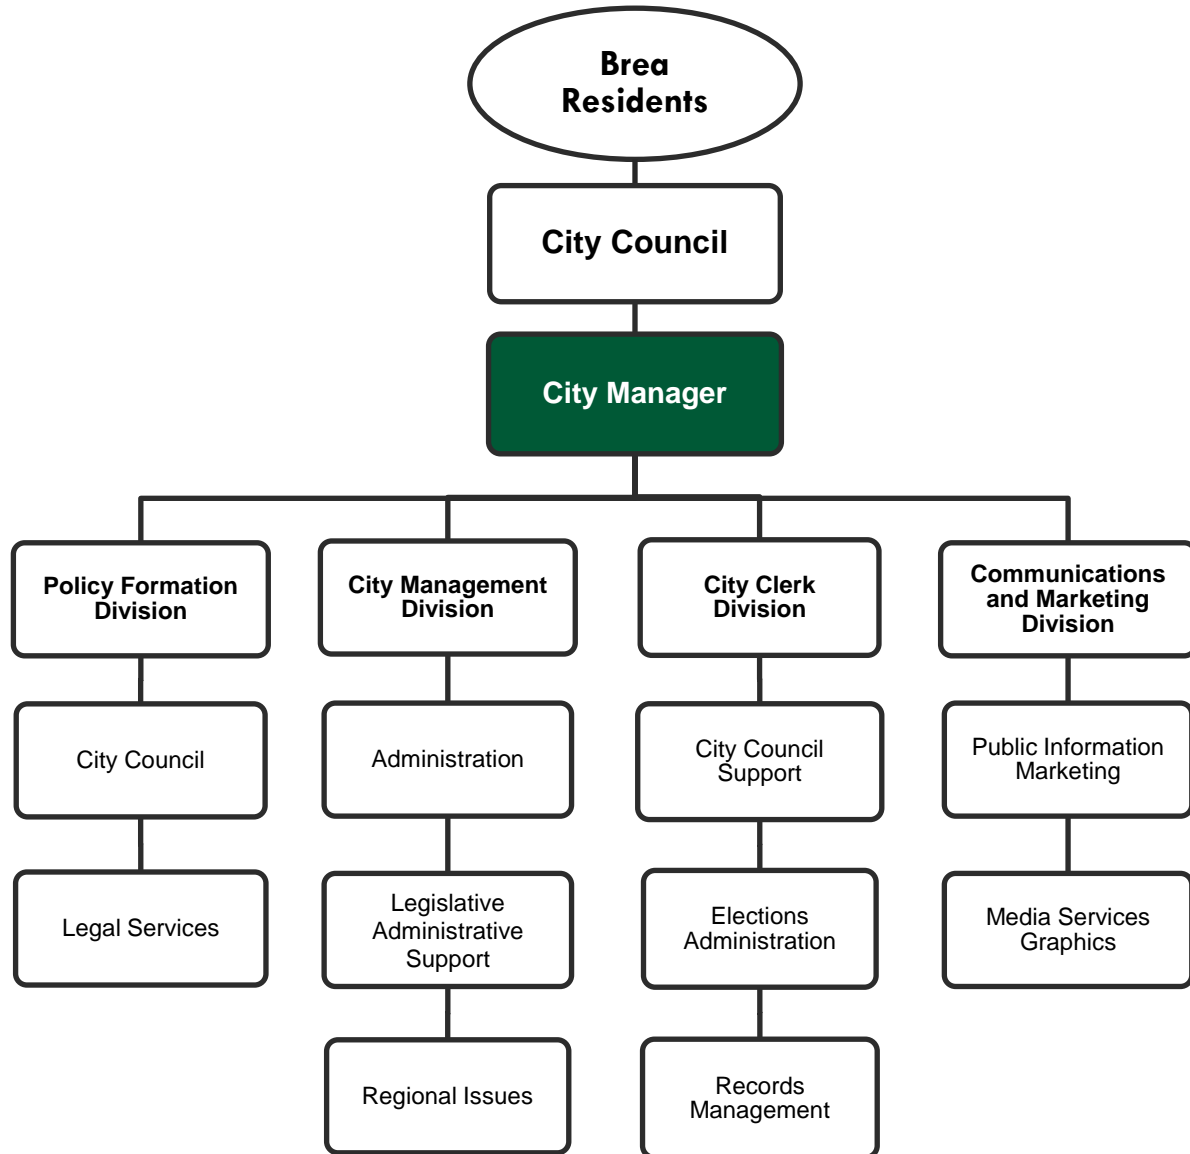 Brea
Residents
City Council
City Manager
Policy Formation
Division
City Management
Division
City Clerk
Division
Communications
and Marketing
Division
City Council
Administration
City Council
Support
Public Information
Marketing
Legal Services
Legislative
Administrative
Support
Elections
Administration
Media Services
Graphics
Regional Issues
Records
Management